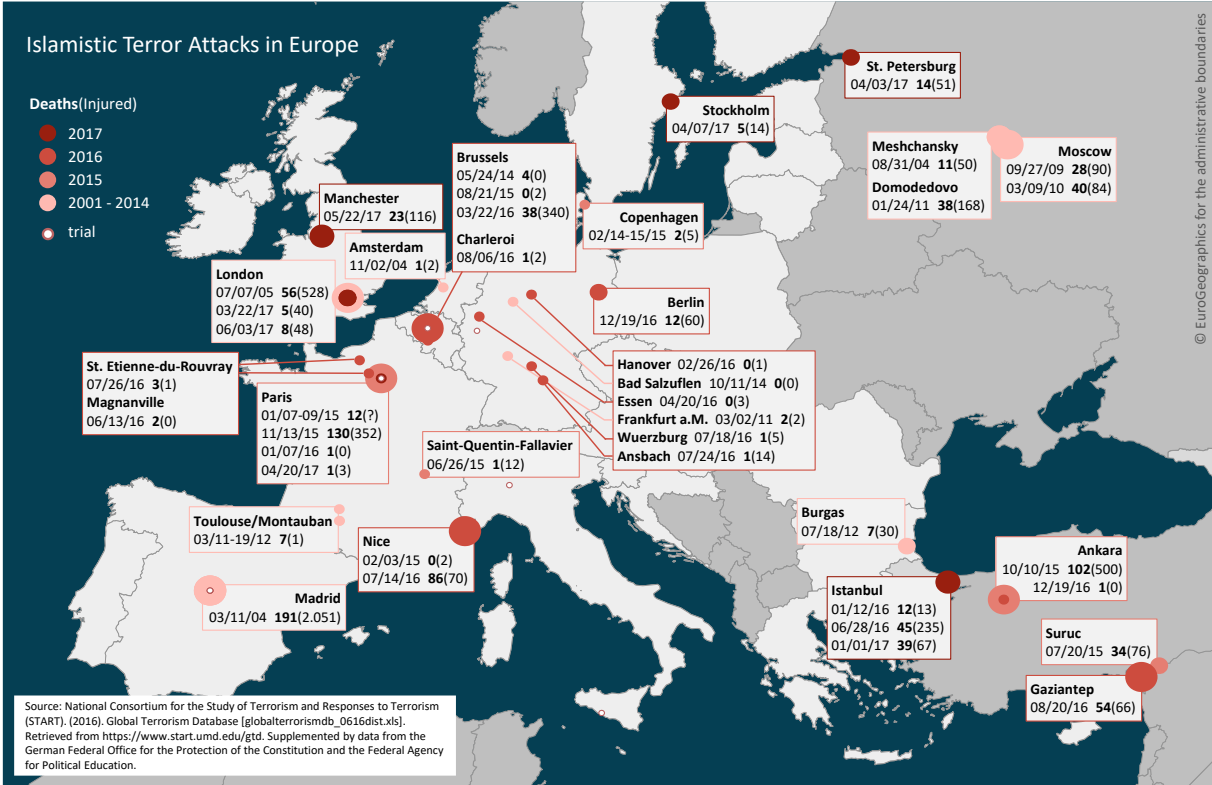 Islamistic Terror Attacks in Europe
Deaths(Injured)
2017
2016
2015
2001 - 2014
trial
© EuroGeographics for the administrative boundaries
St. Petersburg
04/03/17 14(51)
Stockholm
04/07/17 5(14)
Meshchansky
08/31/04 11(50)
Domodedovo
01/24/11 38(168)
Moscow
09/27/09 28(90)
03/09/10 40(84)
Brussels
05/24/14 4(0)
08/21/15 0(2)
03/22/16 38(340)
Charleroi
08/06/16 1(2)
Manchester
05/22/17 23(116)
Copenhagen
02/14-15/15 2(5)
Amsterdam
11/02/04 1(2)
London
07/07/05 56(528)
03/22/17 5(40)
06/03/17 8(48)
Berlin
12/19/16 12(60)
St. Etienne-du-Rouvray
07/26/16 3(1)
Magnanville
06/13/16 2(0)
Paris
01/07-09/15 12(?)
11/13/15 130(352)
01/07/16 1(0)
04/20/17 1(3)
Hanover 02/26/16 0(1)
Bad Salzuflen 10/11/14 0(0)
Essen 04/20/16 0(3)
Frankfurt a.M. 03/02/11 2(2)
Wuerzburg 07/18/16 1(5)
Ansbach 07/24/16 1(14)
Saint-Quentin-Fallavier
06/26/15 1(12)
Toulouse/Montauban
03/11-19/12 7(1)
Nice
02/03/15 0(2)
07/14/16 86(70)
Madrid
03/11/04 191(2.051)
Burgas
07/18/12 7(30)
Ankara
10/10/15 102(500)
12/19/16 1(0)
Istanbul
01/12/16 12(13)
06/28/16 45(235)
01/01/17 39(67)
Suruc
07/20/15 34(76)
Gaziantep
08/20/16 54(66)
Source: National Consortium for the Study of Terrorism and Responses to Terrorism
(START). (2016). Global Terrorism Database [globalterrorismdb_0616dist.xls].
Retrieved from https://www.start.umd.edu/gtd. Supplemented by data from the
German Federal Office for the Protection of the Constitution and the Federal Agency
for Political Education.